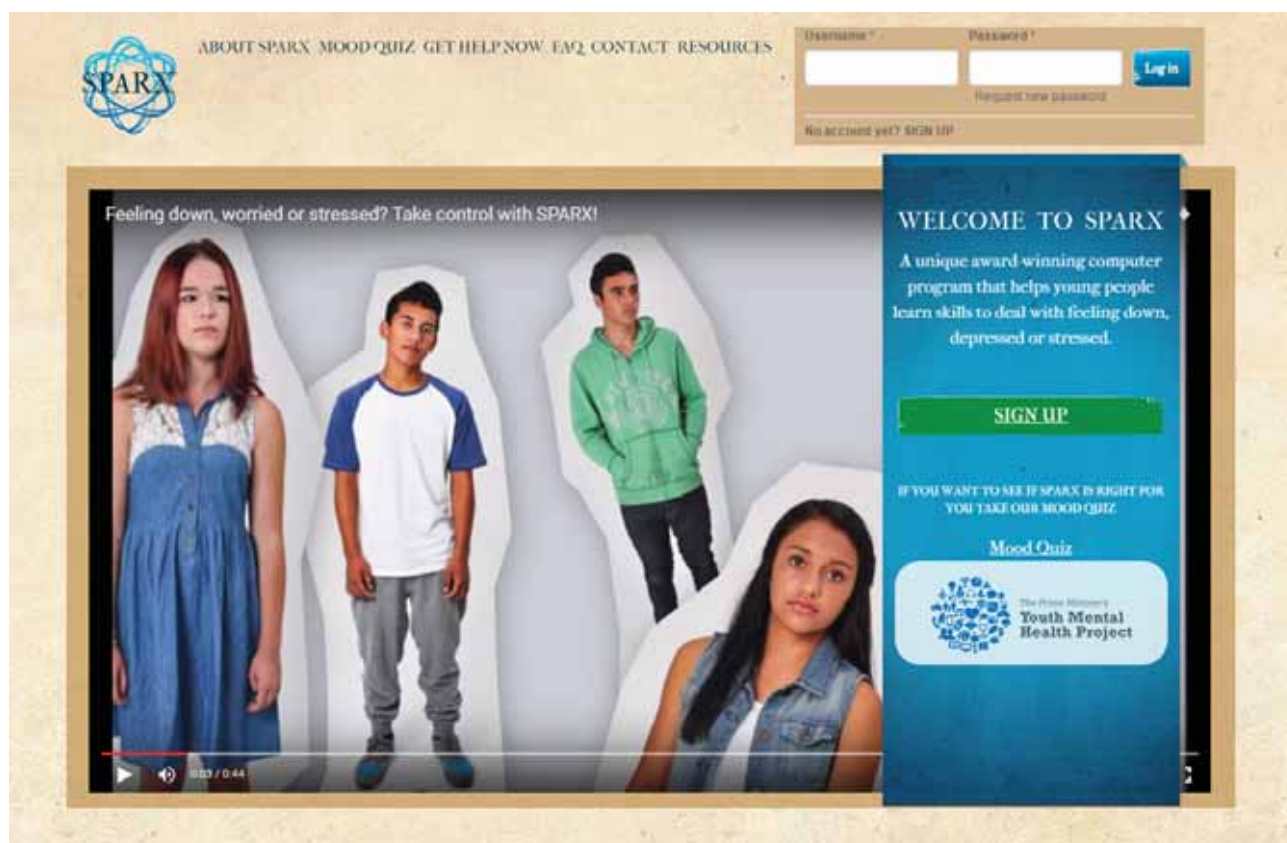 SPARX
ABOUT SPARX MOOD QUIZ GET HELP NOW FAQ CONTACT RESOURCES
Username * Password *
Log in
Request new password
No account yet? SIGN UP
Feeling down, worried or stressed? Take control with SPARX!
WELCOME TO SPARX
A unique award-winning computer
program that helps young people
learn skills to deal with feeling down,
depressed or stressed.
SIGN UP
IF YOU WANT TO SEE IF SPARX IS RIGHT FOR
YOU TAKE OUR MOOD QUIZ
Mood Quiz
The Prime Minister's
Youth Mental
Health Project
0:03 / 0:44